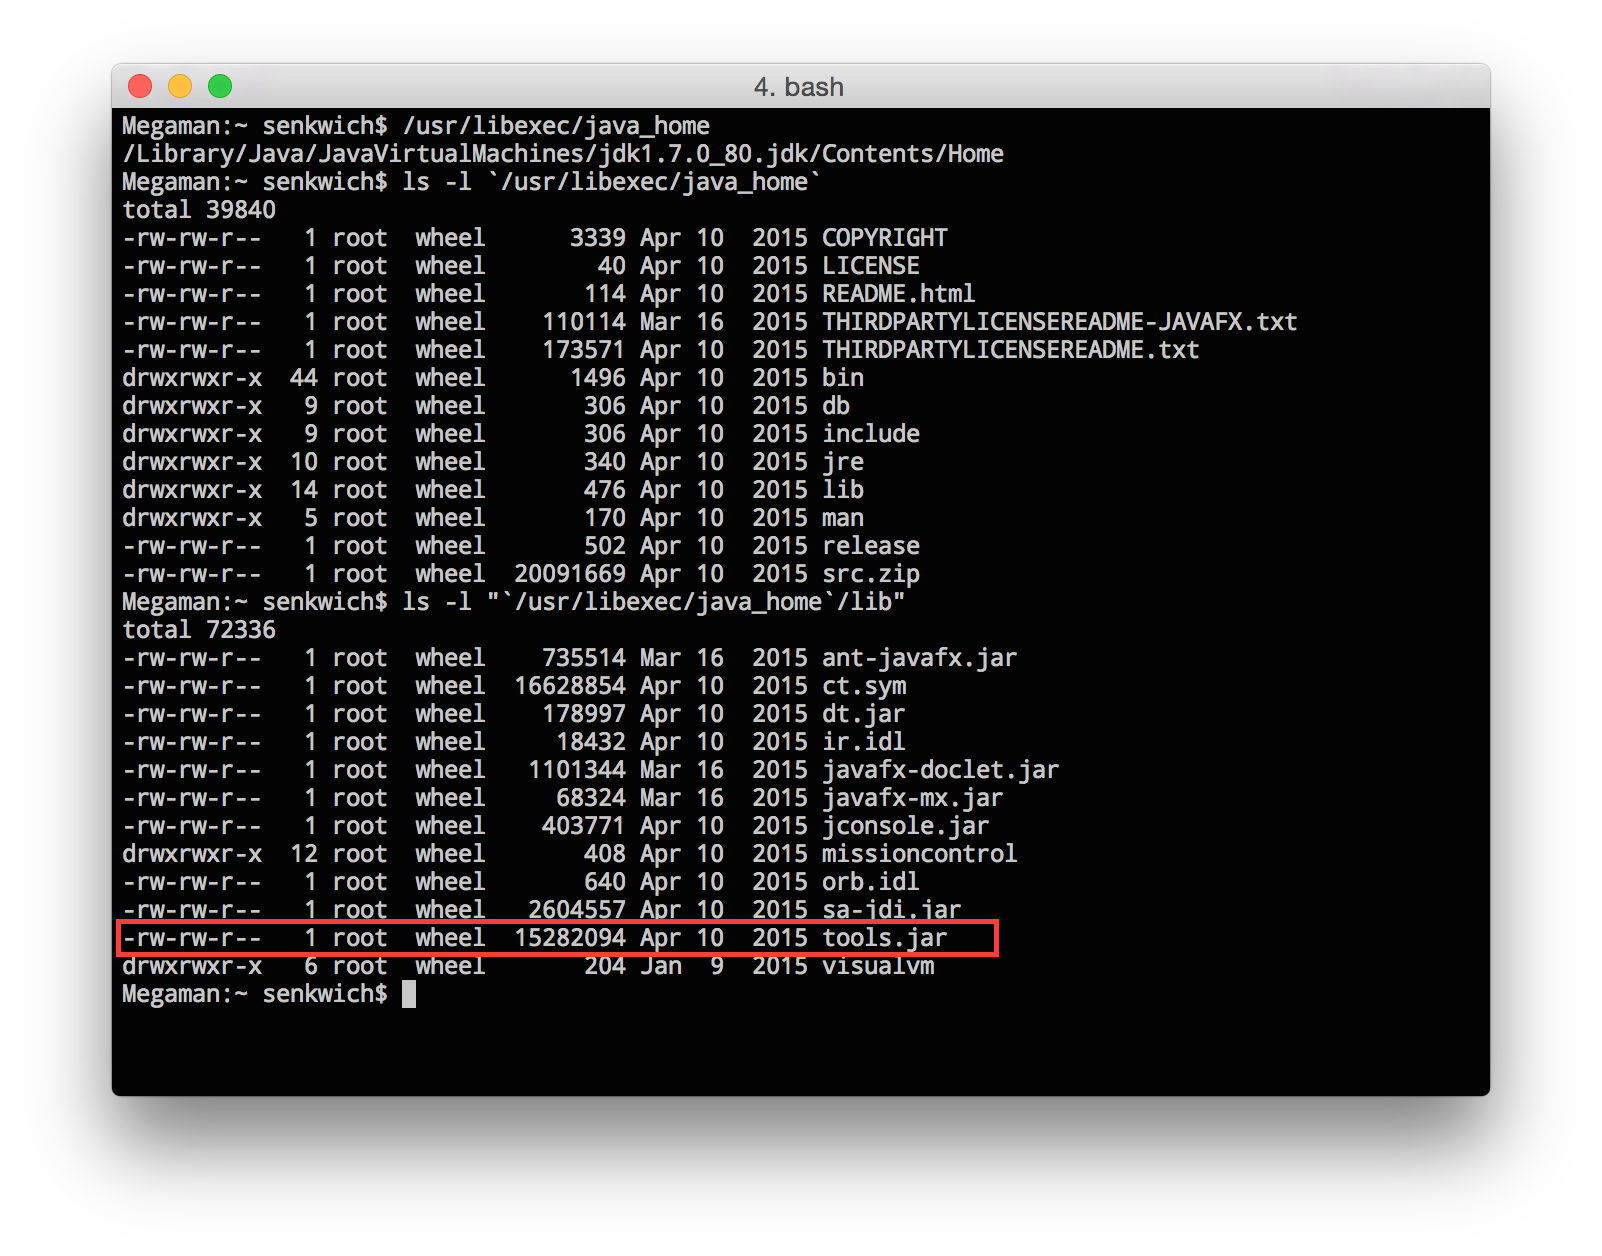 4. bash
Megaman:~ senkwich$ /usr/libexec/java_home
/Library/Java/JavaVirtualMachines/jdk1.7.0_80.jdk/Contents/Home
Megaman:~ senkwich$ ls -l `/usr/libexec/java_home`
total 39840
-rw-rw-r--   1 root  wheel      3339 Apr 10  2015 COPYRIGHT
-rw-rw-r--   1 root  wheel        40 Apr 10  2015 LICENSE
-rw-rw-r--   1 root  wheel       114 Apr 10  2015 README.html
-rw-rw-r--   1 root  wheel    110114 Mar 16  2015 THIRDPARTYLICENSEREADME-JAVAFX.txt
-rw-rw-r--   1 root  wheel    173571 Apr 10  2015 THIRDPARTYLICENSEREADME.txt
drwxrwxr-x  44 root  wheel      1496 Apr 10  2015 bin
drwxrwxr-x   9 root  wheel       306 Apr 10  2015 db
drwxrwxr-x   9 root  wheel       306 Apr 10  2015 include
drwxrwxr-x  10 root  wheel       340 Apr 10  2015 jre
drwxrwxr-x  14 root  wheel       476 Apr 10  2015 lib
drwxrwxr-x   5 root  wheel       170 Apr 10  2015 man
-rw-rw-r--   1 root  wheel       502 Apr 10  2015 release
-rw-rw-r--   1 root  wheel  20091669 Apr 10  2015 src.zip
Megaman:~ senkwich$ ls -l "`/usr/libexec/java_home`/lib"
total 72336
-rw-rw-r--   1 root  wheel    735514 Mar 16  2015 ant-javafx.jar
-rw-rw-r--   1 root  wheel  16628854 Apr 10  2015 ct.sym
-rw-rw-r--   1 root  wheel    178997 Apr 10  2015 dt.jar
-rw-rw-r--   1 root  wheel     18432 Apr 10  2015 ir.idl
-rw-rw-r--   1 root  wheel   1101344 Mar 16  2015 javafx-doclet.jar
-rw-rw-r--   1 root  wheel     68324 Mar 16  2015 javafx-mx.jar
-rw-rw-r--   1 root  wheel    403771 Apr 10  2015 jconsole.jar
drwxrwxr-x  12 root  wheel       408 Apr 10  2015 missioncontrol
-rw-rw-r--   1 root  wheel       640 Apr 10  2015 orb.idl
-rw-rw-r--   1 root  wheel   2604557 Apr 10  2015 sa-jdi.jar
-rw-rw-r--   1 root  wheel  15282094 Apr 10  2015 tools.jar
drwxrwxr-x   6 root  wheel       204 Jan  9  2015 visualvm
Megaman:~ senkwich$